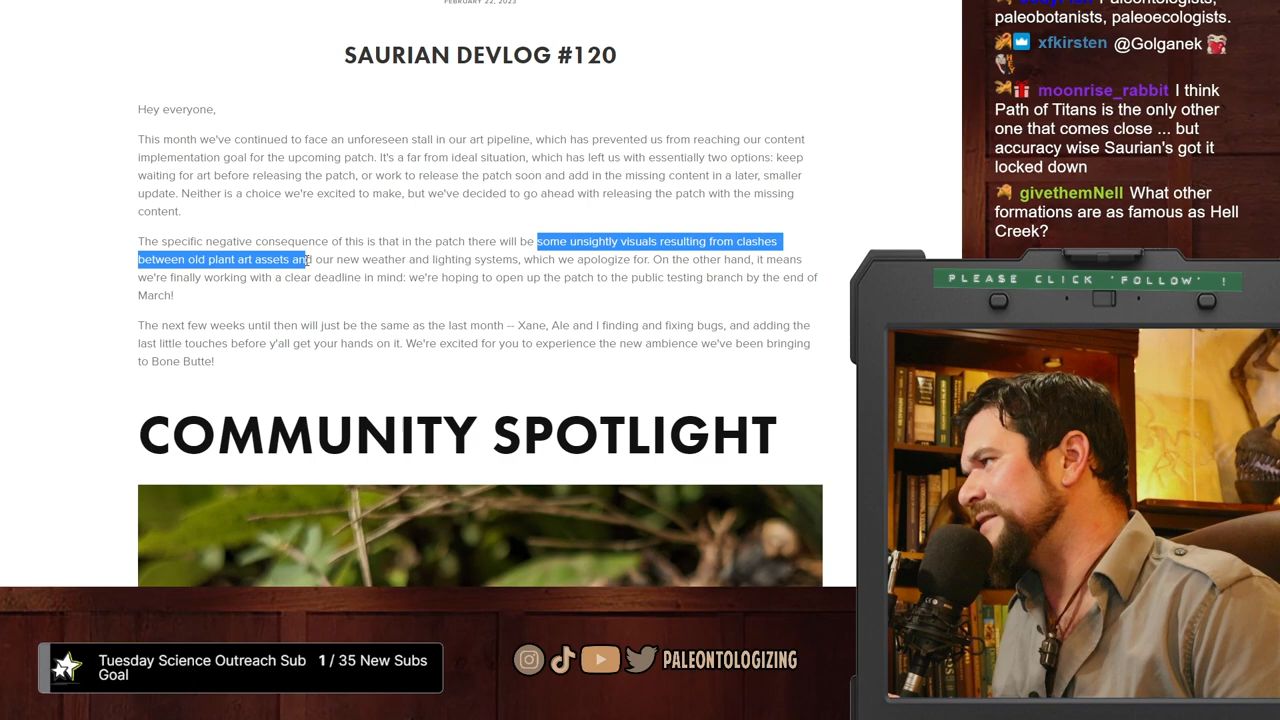 FEBRUARY 22, 2023
SAURIAN DEVLOG #120
Hey everyone,
This month we've continued to face an unforeseen stall in our art pipeline, which has prevented us from reaching our content
implementation goal for the upcoming patch. It's a far from ideal situation, which has left us with essentially two options: keep
waiting for art before releasing the patch, or work to release the patch soon and add in the missing content in a later, smaller
update. Neither is a choice we're excited to make, but we've decided to go ahead with releasing the patch with the missing
content.
The specific negative consequence of this is that in the patch there will be some unsightly visuals resulting from clashes
between old plant art assets and our new weather and lighting systems, which we apologize for. On the other hand, it means
we're finally working with a clear deadline in mind: we're hoping to open up the patch to the public testing branch by the end of
March!
The next few weeks until then will just be the same as the last month -- Xane, Ale and I finding and fixing bugs, and adding the
last little touches before y'all get your hands on it. We're excited for you to experience the new ambience we've been bringing
to Bone Butte!
COMMUNITY SPOTLIGHT
Paleontologists,
paleobotanists, paleoecologists.
xfkirsten @Golganek
moonrise_rabbit I think
Path of Titans is the only other
one that comes close ... but
accuracy wise Saurian's got it
locked down
givethemNell What other
formations are as famous as Hell
Creek?
PLEASE CLICK 'FOLLOW' !
Tuesday Science Outreach Sub 1 / 35 New Subs
Goal
PALEONTOLOGIZING